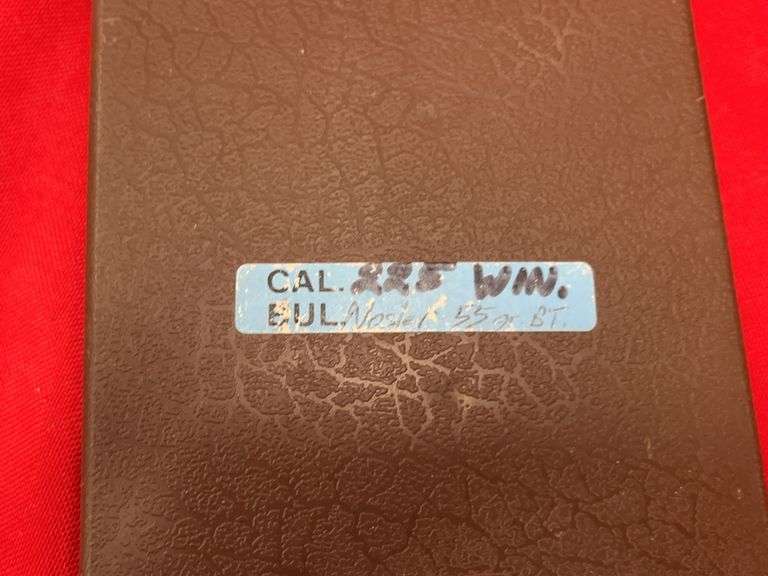 CAL. 225 WIN.
BUL. Nosler 55 gr. BT.